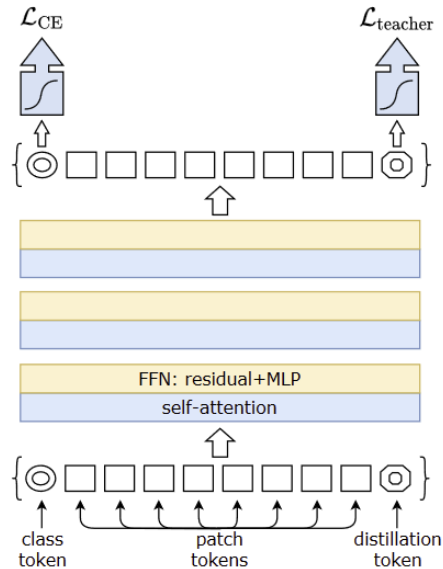 ℒCE
ℒteacher
FFN: residual+MLP
self-attention
class
token
patch
tokens
distillation
token